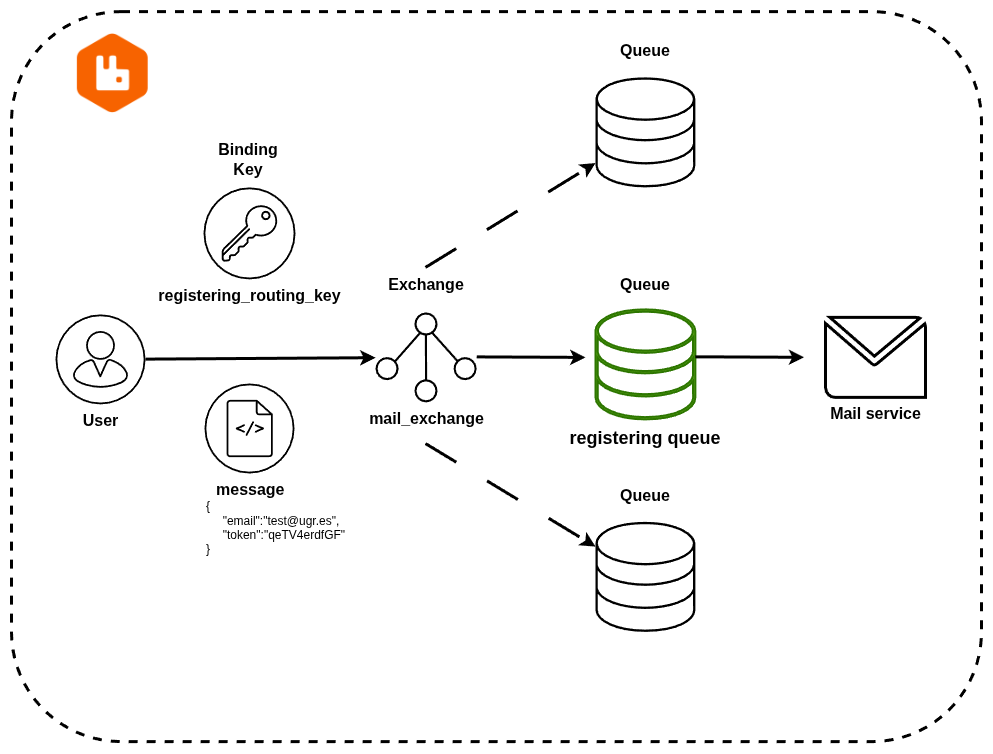 Queue
Binding
Key
registering_routing_key
Exchange
Queue
User
mail_exchange
registering queue
Mail service
message
{
"email":"test@ugr.es",
"token":"qeTV4erdfGF"
}
</>
Queue